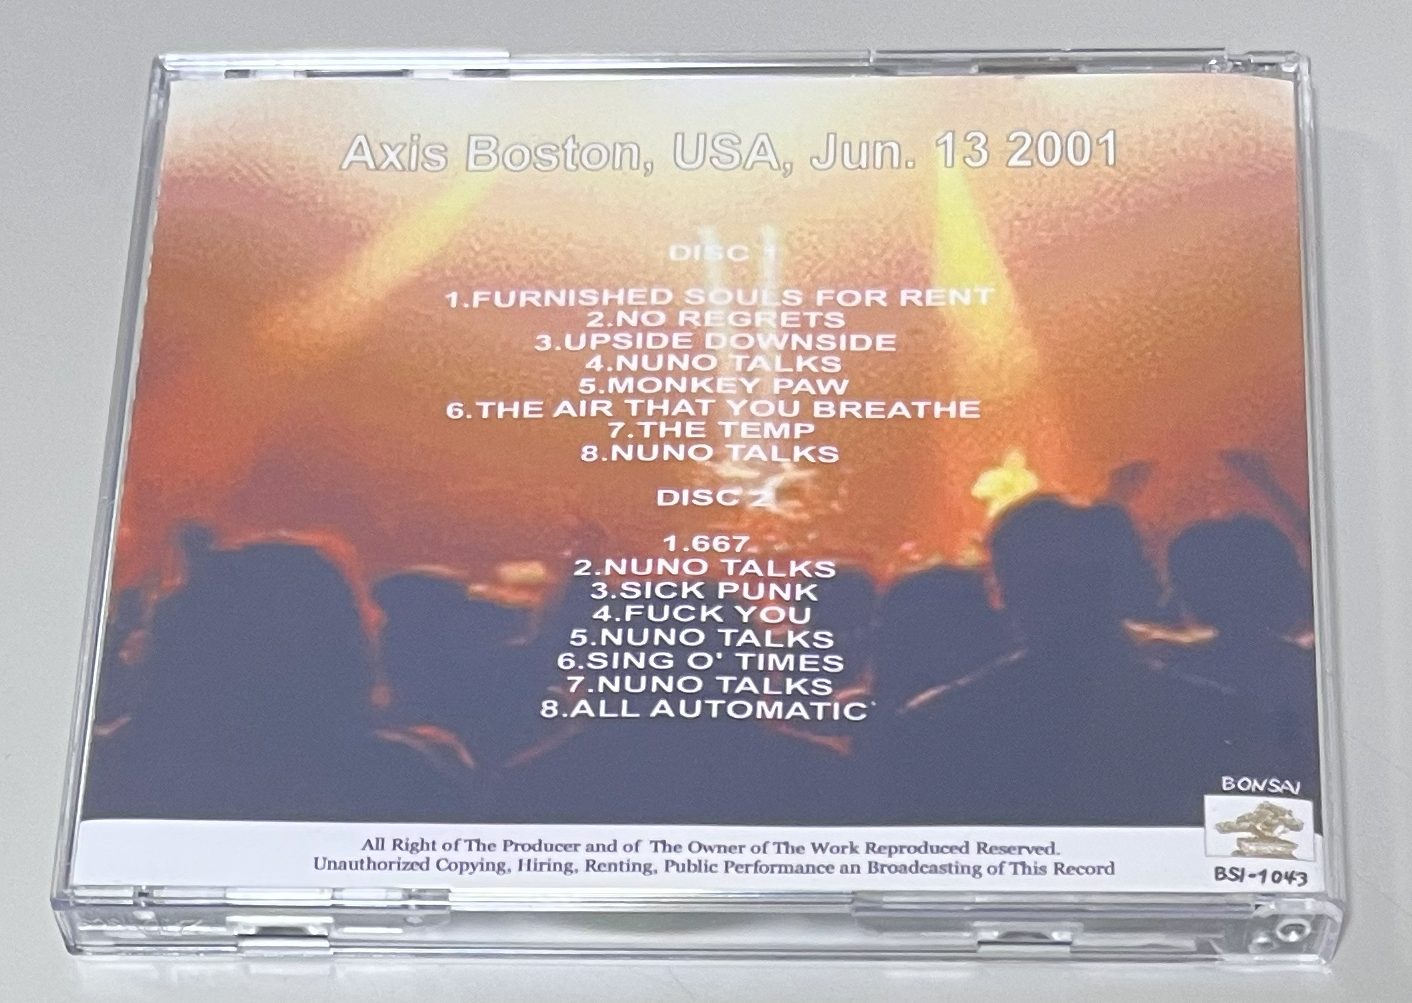 Axis Boston, USA, Jun. 13 2001
DISC 1
1.FURNISHED SOULS FOR RENT
2.NO REGRETS
3.UPSIDE DOWNSIDE
4.NUNO TALKS
5.MONKEY PAW
6.THE AIR THAT YOU BREATHE
7.THE TEMP
8.NUNO TALKS
DISC 2
1.667
2.NUNO TALKS
3.SICK PUNK
4.FUCK YOU
5.NUNO TALKS
6.SING O' TIMES
7.NUNO TALKS
8.ALL AUTOMATIC
BONSAI
All Right of The Producer and of The Owner of The Work Reproduced Reserved.
Unauthorized Copying, Hiring, Renting, Public Performance an Broadcasting of This Record
BSI-1043